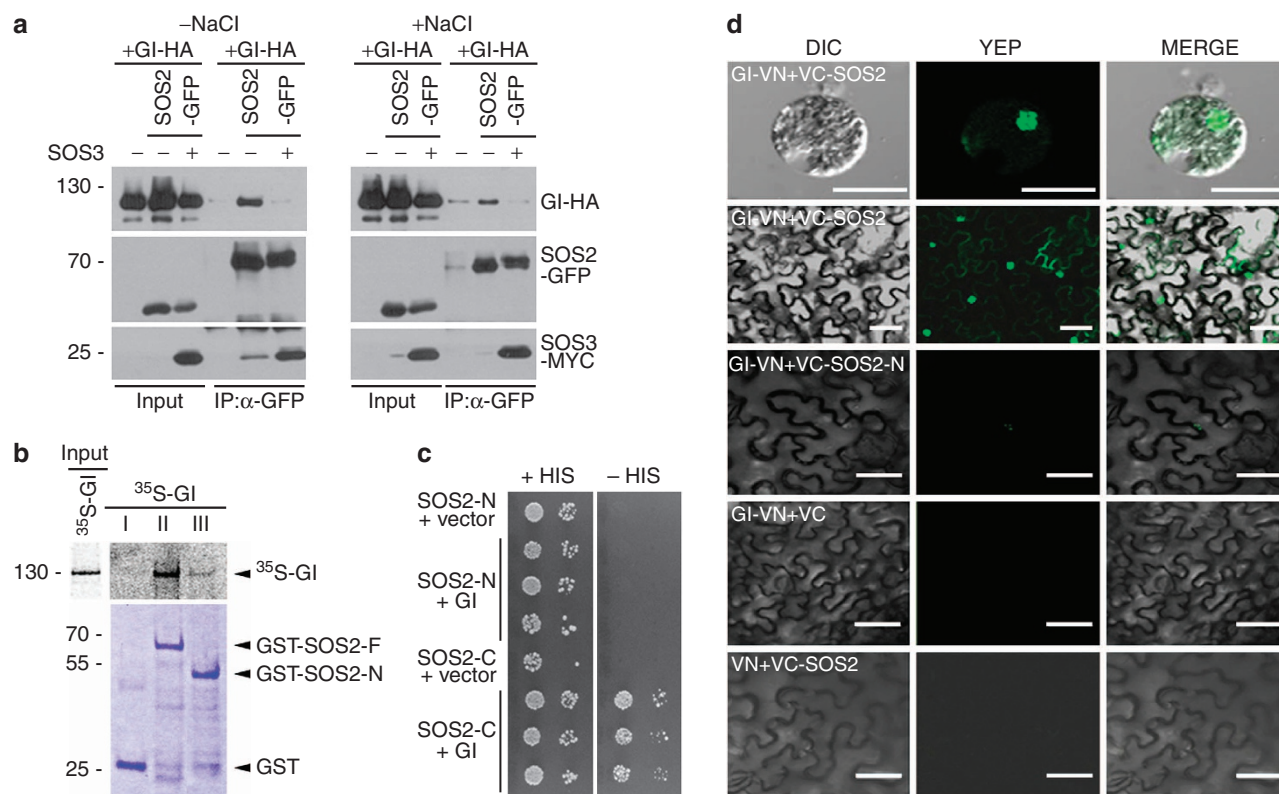 a
–NaCl
+NaCl
+GI-HA +GI-HA
+GI-HA +GI-HA
SOS2 -GFP
SOS2 -GFP
SOS2 -GFP
SOS2 -GFP
SOS3 – – + – – + – – + – – +
130 -
GI-HA
70 -
SOS2
-GFP
25 -
SOS3
-MYC
Input IP:α-GFP Input IP:α-GFP
b
Input
35S-GI
35S-GI
I II III
130 -
35S-GI
70 -
55 -
GST-SOS2-F
GST-SOS2-N
25 -
GST
c
+ HIS – HIS
SOS2-N
+ vector
SOS2-N
+ GI
SOS2-C
+ vector
SOS2-C
+ GI
d
DIC YEP MERGE
GI-VN+VC-SOS2
GI-VN+VC-SOS2
GI-VN+VC-SOS2-N
GI-VN+VC
VN+VC-SOS2